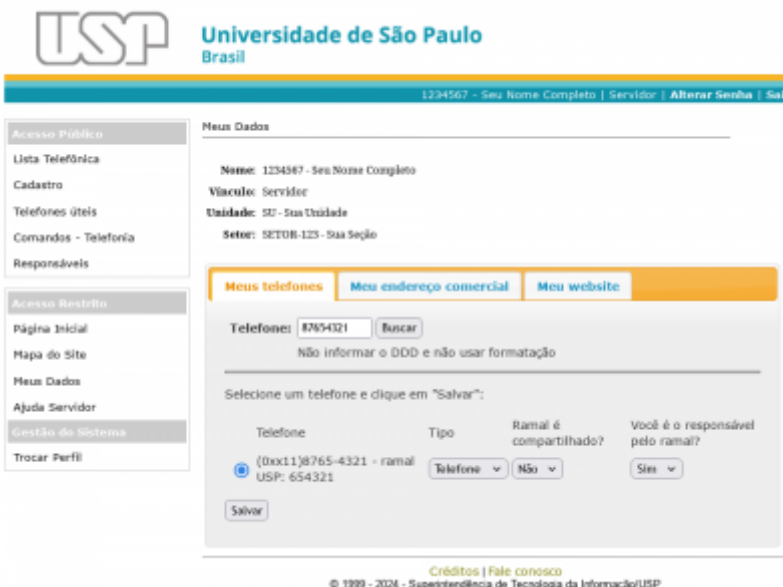 USP
Universidade de São Paulo
Brasil
1234567 - Seu Nome Completo | Servidor | Alterar Senha | Sai
Acesso Público
Lista Telefônica
Cadastro
Telefones úteis
Comandos - Telefonia
Responsáveis
Acesso Restrito
Página Inicial
Mapa do Site
Meus Dados
Ajuda Servidor
Gestão do Sistema
Trocar Perfil
Meus Dados
Nome: 1234567 - Seu Nome Completo
Vínculo: Servidor
Unidade: SU - Sua Unidade
Setor: SETOR-123 - Sua Seção
Meus telefones Meu endereço comercial Meu website
Telefone: 87654321 Buscar
Não informar o DDD e não usar formatação
Selecione um telefone e clique em "Salvar":
Telefone Tipo Ramal é compartilhado? Você é o responsável pelo ramal?
(0xx11)8765-4321 - ramal USP: 654321 Telefone Não Sim
Salvar
Créditos | Fale conosco
© 1999 - 2024 - Superintendência de Tecnologia da Informação/USP